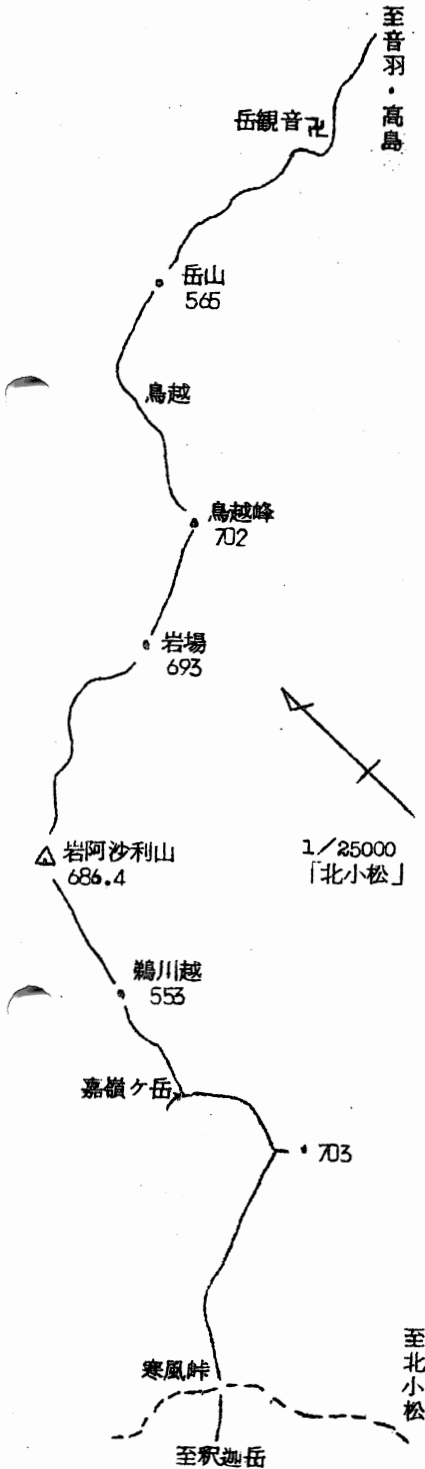 至音羽・高島
岳観音卍
岳山
565
鳥越
鳥越峰
702
岩場
693
岩阿沙利山
686.4
1/25000
「北小松」
鵜川越
553
嘉嶺ケ岳
703
寒風峠
至北小松
至釈迦岳